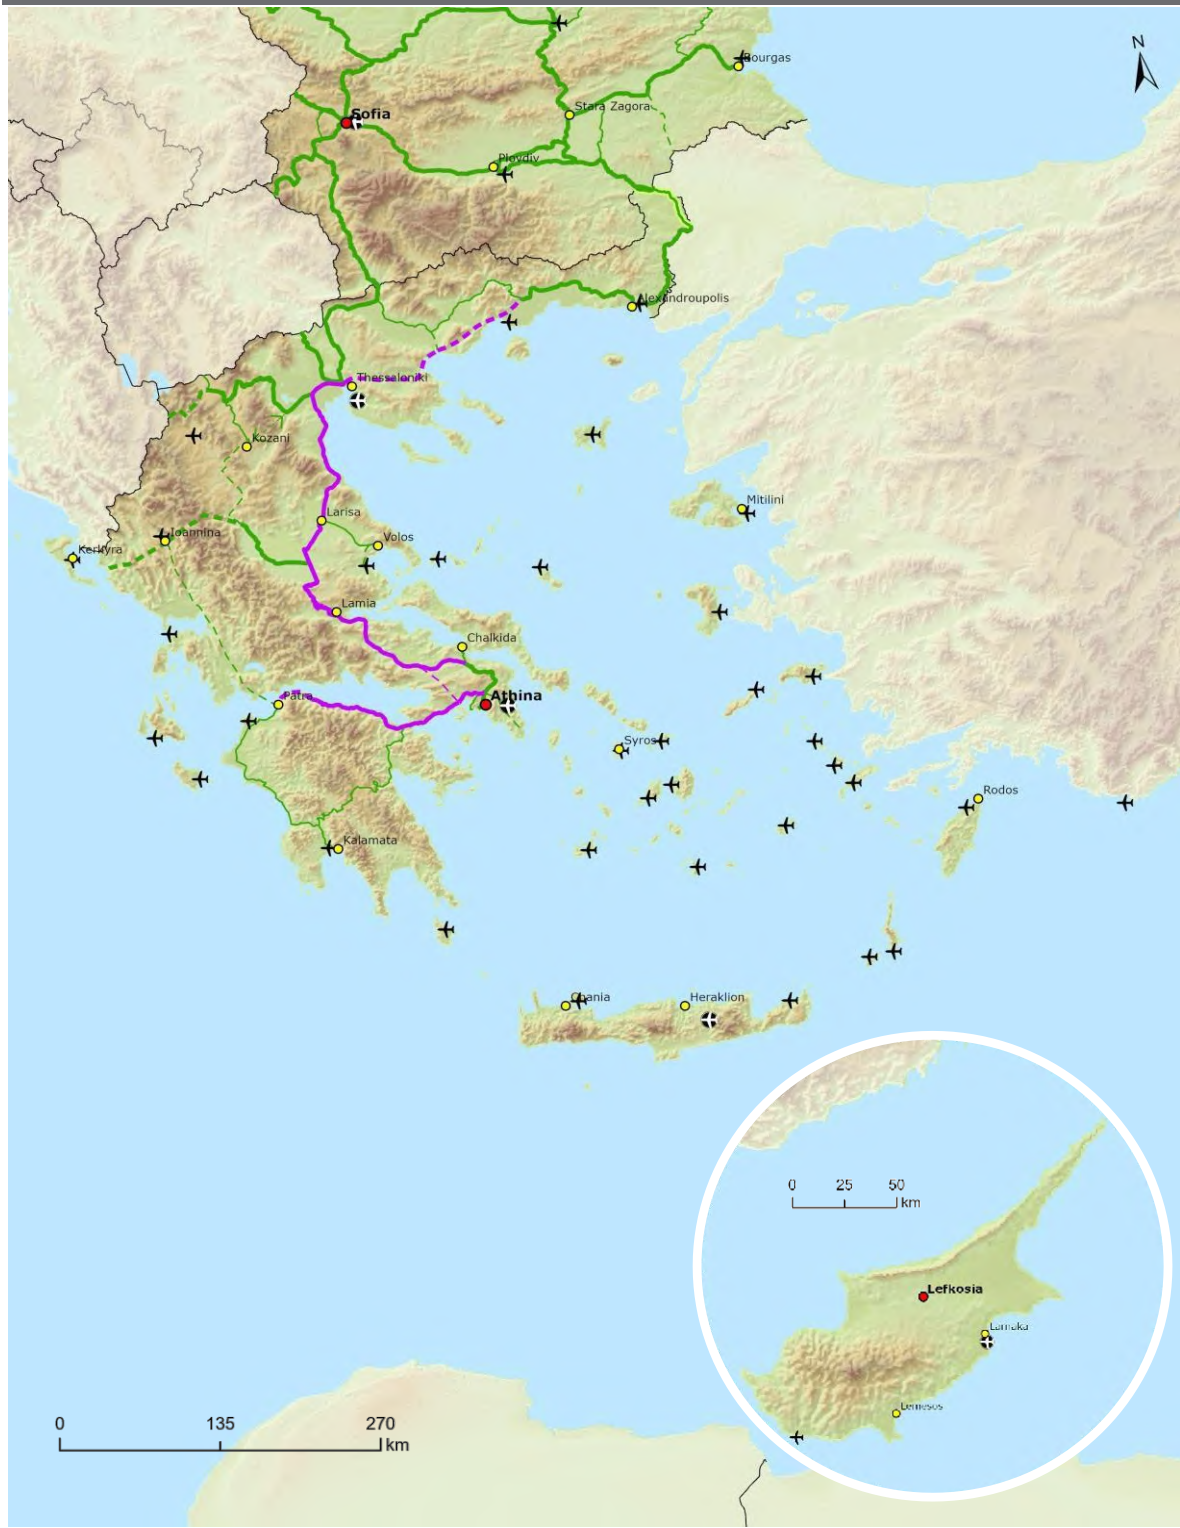 N
Bourgas
Stara Zagora
Sofia
Plovdiv
Alexandroupolis
Thessaloniki
Kozani
Mitilini
Larisa
Ioannina
Volos
Kerkyra
Lamia
Chalkida
Patra
Athina
Syros
Rodos
Kalamata
Chania
Heraklion
0 25 50
km
Lefkosia
Larnaka
Lemesos
0 135 270
km